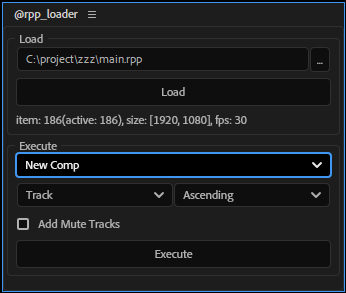 @rpp_loader
Load
C:\project\zzz\main.rpp
...
Load
item: 186(active: 186), size: [1920, 1080], fps: 30
Execute
New Comp
Track
Ascending
Add Mute Tracks
Execute